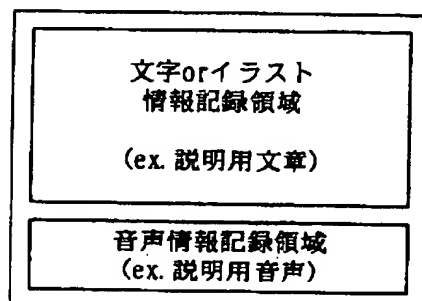 文字orイラスト
情報記録領域
(ex. 説明用文章)
音声情報記録領域
(ex. 説明用音声)